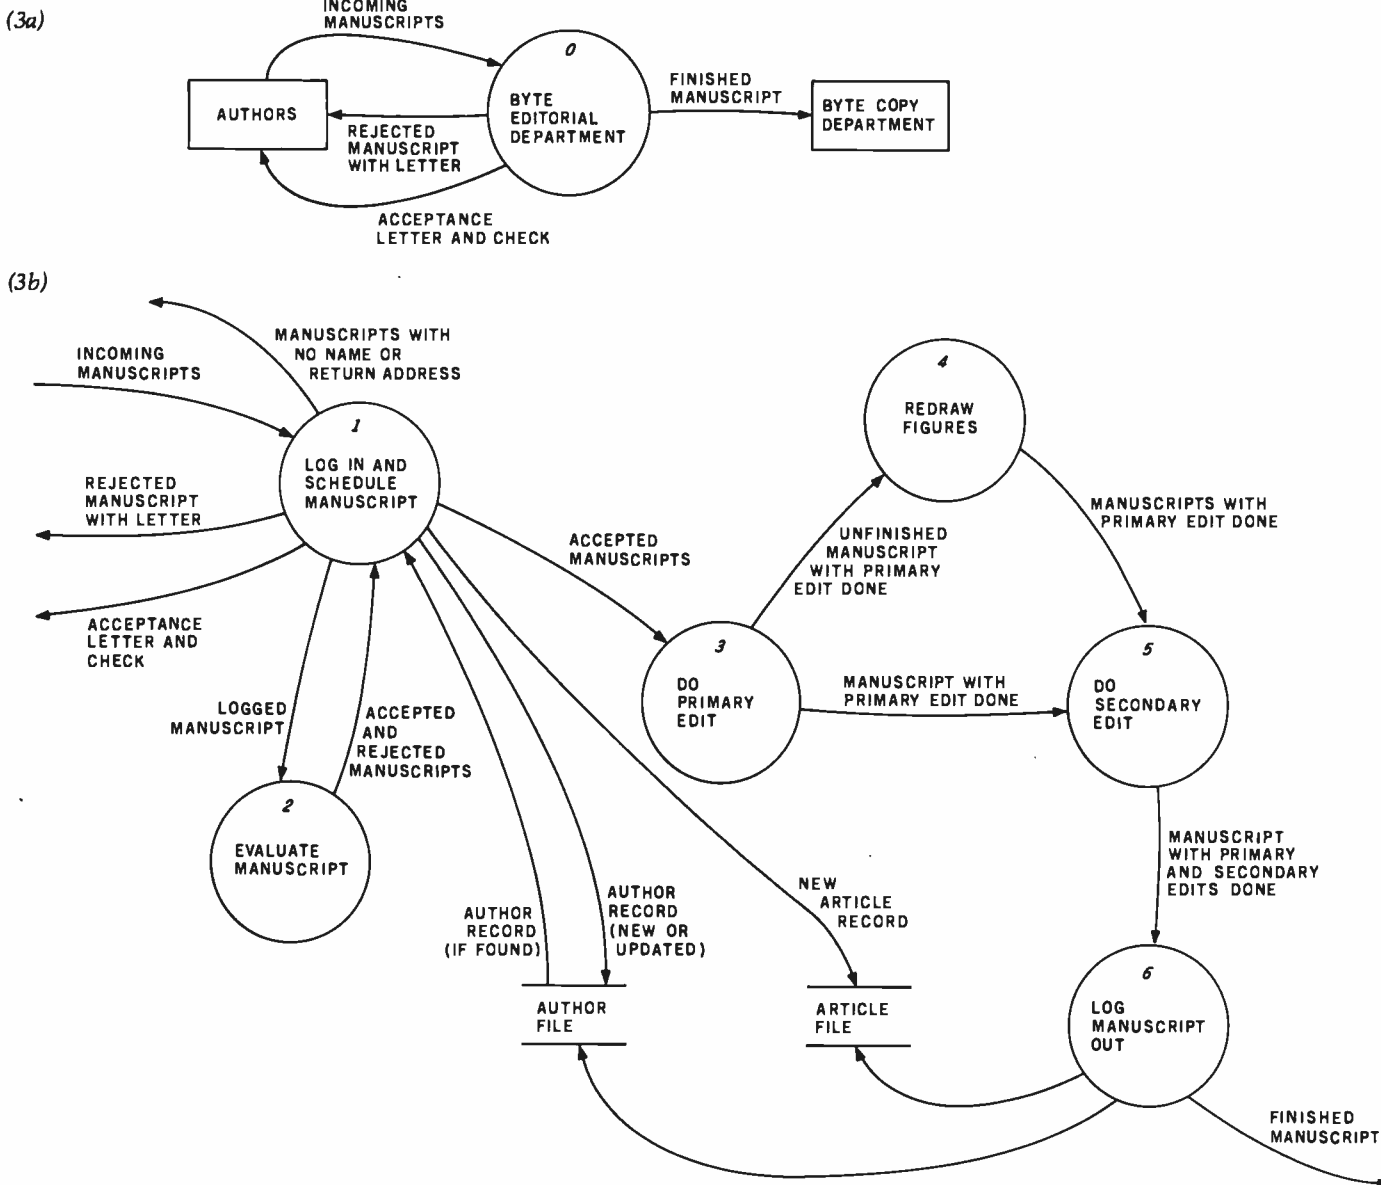 (3a)
INCOMING
MANUSCRIPTS
0
BYTE
EDITORIAL
DEPARTMENT
AUTHORS
REJECTED
MANUSCRIPT
WITH LETTER
FINISHED
MANUSCRIPT
BYTE COPY
DEPARTMENT
ACCEPTANCE
LETTER AND CHECK
(3b)
MANUSCRIPTS WITH
NO NAME OR
RETURN ADDRESS
INCOMING
MANUSCRIPTS
1
LOG IN AND
SCHEDULE
MANUSCRIPT
REJECTED
MANUSCRIPT
WITH LETTER
ACCEPTANCE
LETTER AND
CHECK
LOGGED
MANUSCRIPT
ACCEPTED
AND
REJECTED
MANUSCRIPTS
2
EVALUATE
MANUSCRIPT
ACCEPTED
MANUSCRIPTS
3
DO
PRIMARY
EDIT
UNFINISHED
MANUSCRIPT
WITH PRIMARY
EDIT DONE
4
REDRAW
FIGURES
MANUSCRIPTS WITH
PRIMARY EDIT DONE
MANUSCRIPT WITH
PRIMARY EDIT DONE
5
DO
SECONDARY
EDIT
MANUSCRIPT
WITH PRIMARY
AND SECONDARY
EDITS DONE
AUTHOR
RECORD
(IF FOUND)
AUTHOR
RECORD
(NEW OR
UPDATED)
NEW
ARTICLE
RECORD
AUTHOR
FILE
ARTICLE
FILE
6
LOG
MANUSCRIPT
OUT
FINISHED
MANUSCRIPT